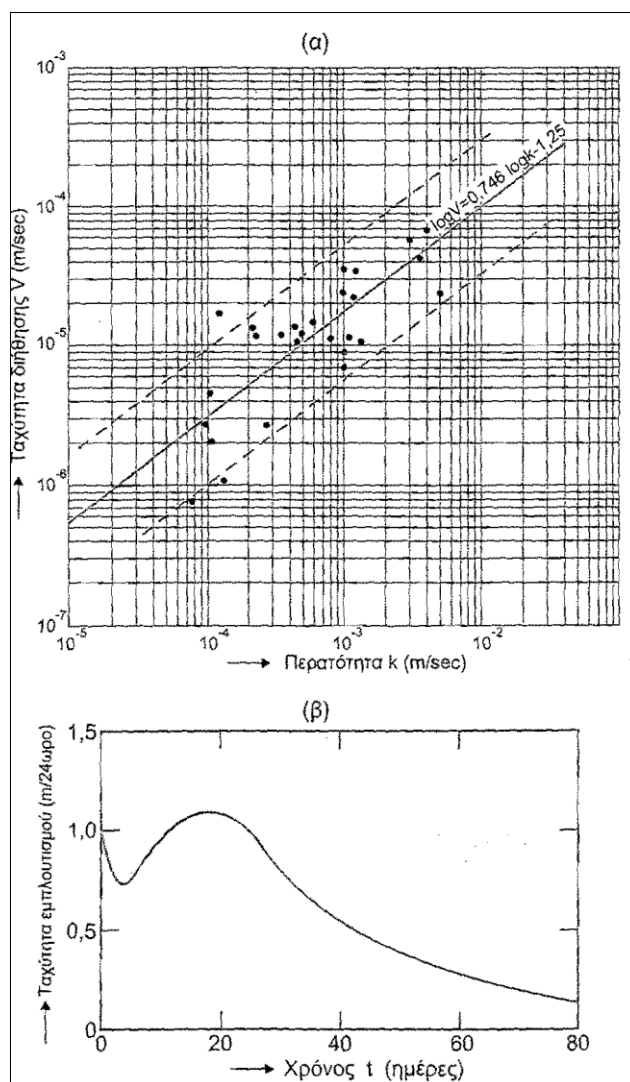 (α)
10⁻³
10⁻⁴
10⁻⁵
10⁻⁶
10⁻⁷
Ταχύτητα διήθησης V (m/sec)
logV=0,746 logk-1,25
10⁻⁵
10⁻⁴
10⁻³
10⁻²
Περατότητα k (m/sec)
(β)
1,5
1,0
0,5
0
Ταχύτητα εμπλουτισμού (m/24ωρο)
0
20
40
60
80
Χρόνος t (ημέρες)